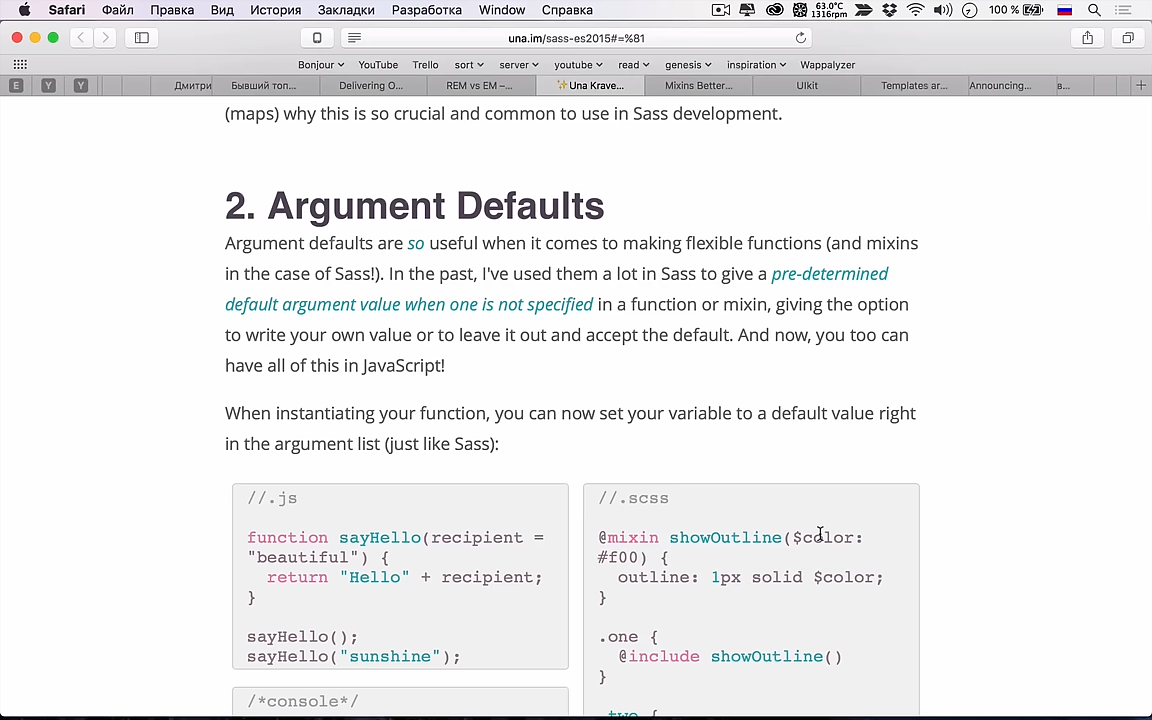 Safari Файл Правка Вид История Закладки Разработка Window Справка 63.0°C 1316rpm 100 %
una.im/sass-es2015#=%81
Bonjour YouTube Trello sort server youtube read genesis inspiration Wappalyzer
E Y Y Дмитри Бывший топ... Delivering O... REM vs EM –... ✨Una Krave... Mixins Better... UIkit Templates ar... Announcing... в...
(maps) why this is so crucial and common to use in Sass development.
2. Argument Defaults
Argument defaults are so useful when it comes to making flexible functions (and mixins
in the case of Sass!). In the past, I've used them a lot in Sass to give a pre-determined
default argument value when one is not specified in a function or mixin, giving the option
to write your own value or to leave it out and accept the default. And now, you too can
have all of this in JavaScript!
When instantiating your function, you can now set your variable to a default value right
in the argument list (just like Sass):
//.js
function sayHello(recipient =
"beautiful") {
return "Hello" + recipient;
}
sayHello();
sayHello("sunshine");
/*console*/
//.scss
@mixin showOutline($color:
#f00) {
outline: 1px solid $color;
}
.one {
@include showOutline()
}
.two {